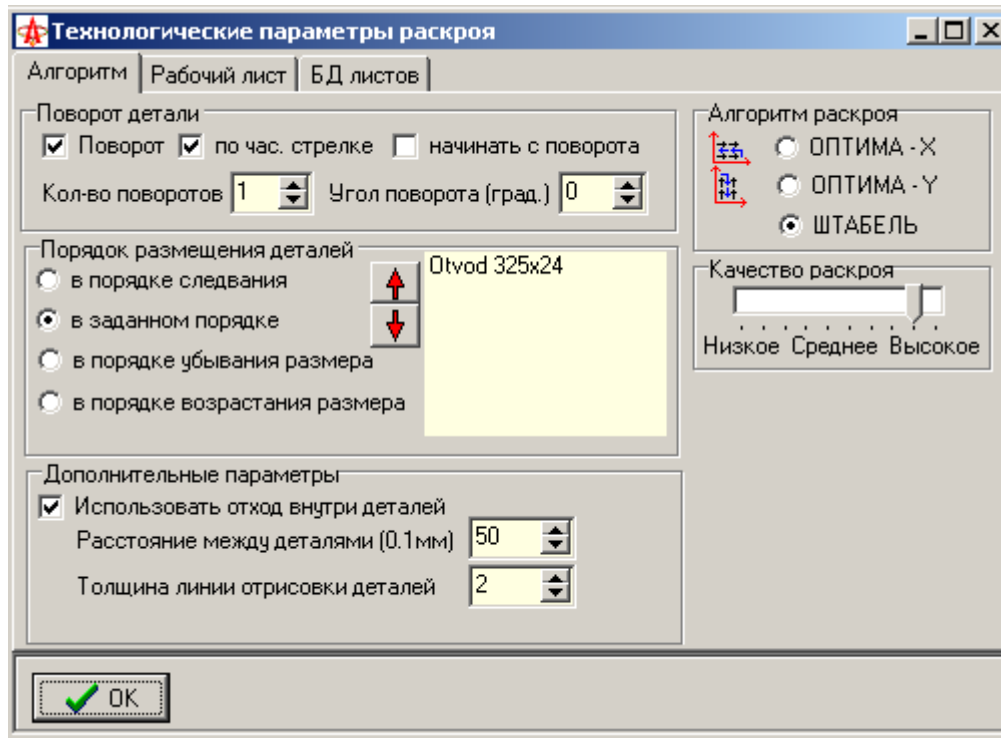 Технологические параметры раскроя
Алгоритм Рабочий лист БД листов
Поворот детали
Поворот по час. стрелке начинать с поворота
Кол-во поворотов 1 Угол поворота (град.) 0
Порядок размещения деталей
в порядке следвания
в заданном порядке
в порядке убывания размера
в порядке возрастания размера
Otvod 325x24
Дополнительные параметры
Использовать отход внутри деталей
Расстояние между деталями (0.1мм) 50
Толщина линии отрисовки деталей 2
Алгоритм раскроя
ОПТИМА - X
ОПТИМА - Y
ШТАБЕЛЬ
Качество раскроя
Низкое Среднее Высокое
OK